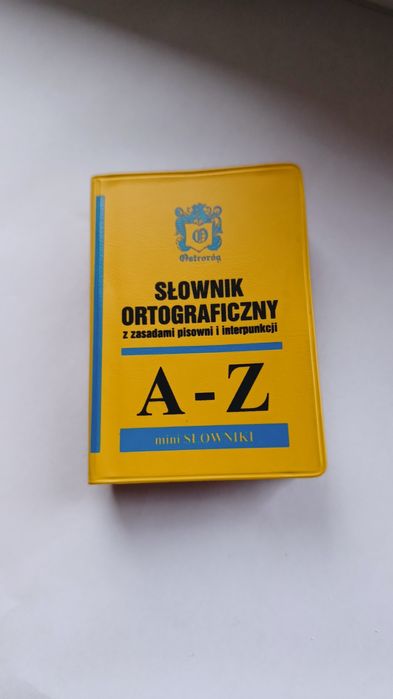 O
Ostroróg
SŁOWNIK
ORTOGRAFICZNY
z zasadami pisowni i interpunkcji
A - Z
mini SŁOWNIKI